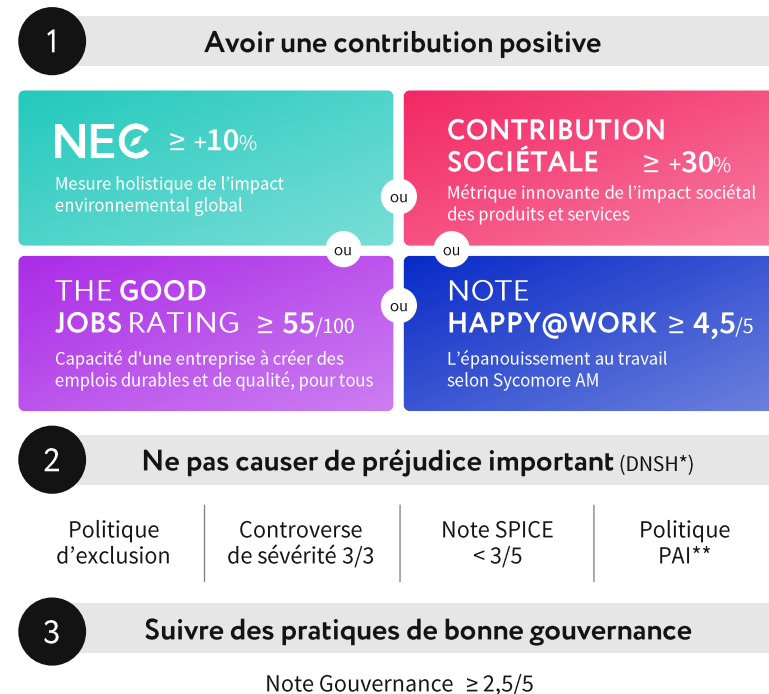 1
Avoir une contribution positive
NEC ≥ +10%
Mesure holistique de l’impact
environnemental global
ou
CONTRIBUTION
SOCIÉTALE ≥ +30%
Métrique innovante de l’impact sociétal
des produits et services
ou
ou
THE GOOD
JOBS RATING ≥ 55/100
Capacité d'une entreprise à créer des
emplois durables et de qualité, pour tous
ou
NOTE
HAPPY@WORK ≥ 4,5/5
L’épanouissement au travail
selon Sycomore AM
2
Ne pas causer de préjudice important (DNSH*)
Politique
d’exclusion
Controverse
de sévérité 3/3
Note SPICE
< 3/5
Politique
PAI**
3
Suivre des pratiques de bonne gouvernance
Note Gouvernance ≥ 2,5/5